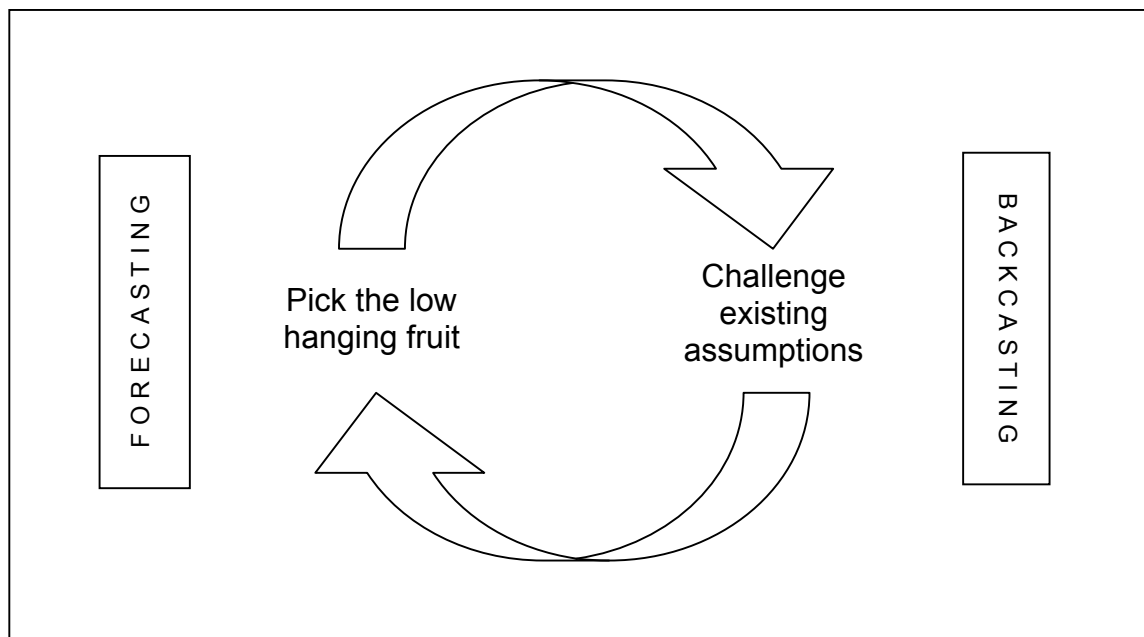 FORECASTING
Pick the low
hanging fruit
Challenge
existing
assumptions
BACKCASTING